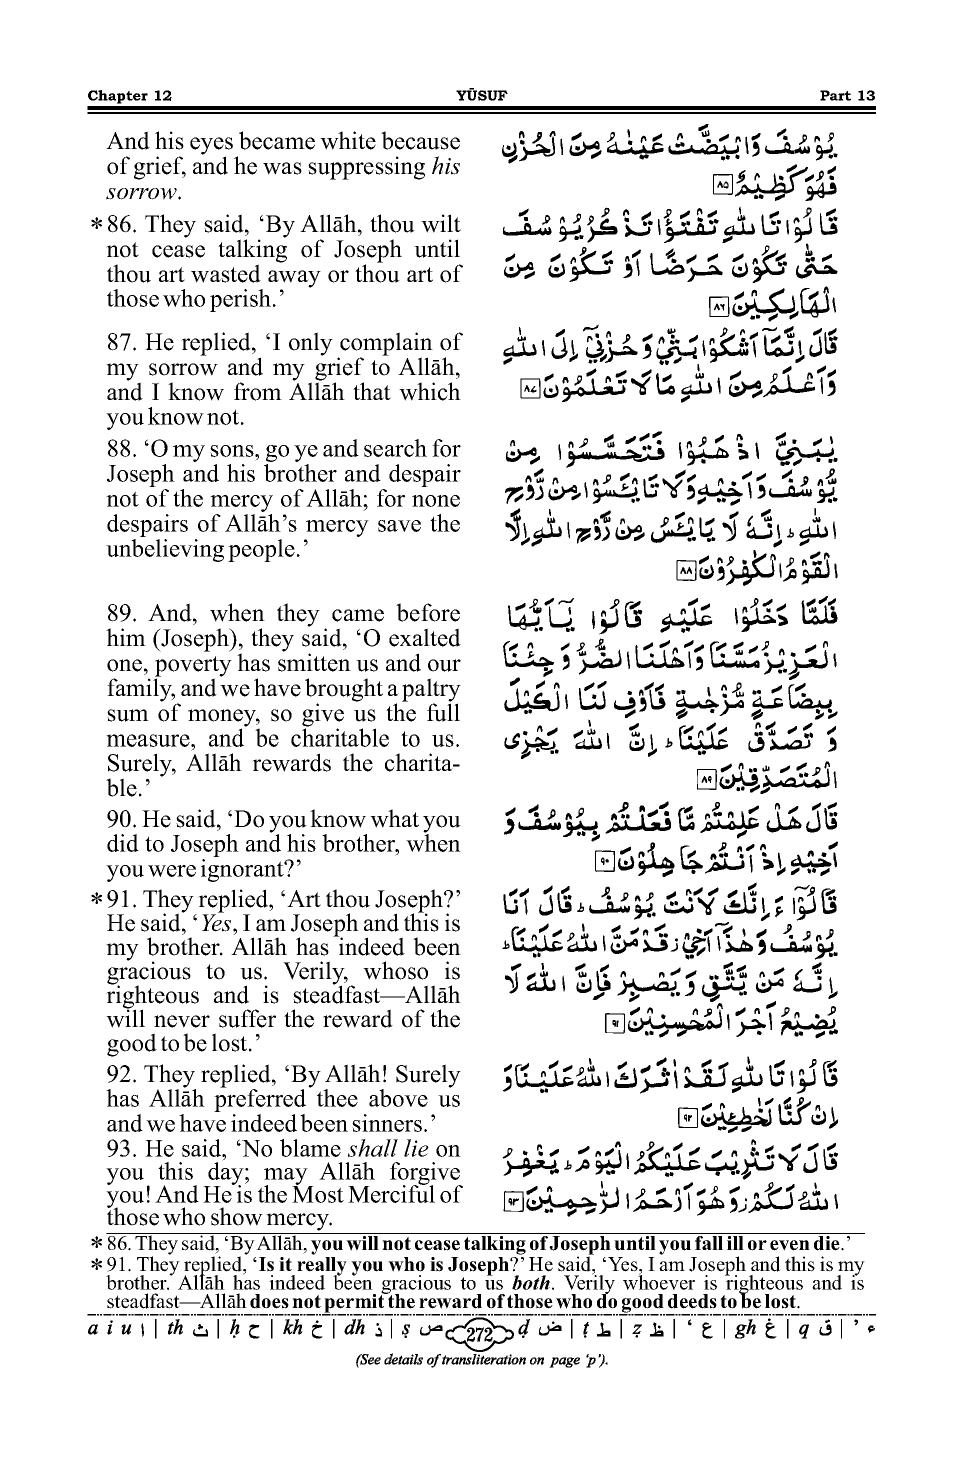 Chapter 12 YŪSUF Part 13
And his eyes became white because
of grief, and he was suppressing his
sorrow.
*86. They said, ‘By Allāh, thou wilt
not cease talking of Joseph until
thou art wasted away or thou art of
those who perish.’
87. He replied, ‘I only complain of
my sorrow and my grief to Allāh,
and I know from Allāh that which
you know not.
88. ‘O my sons, go ye and search for
Joseph and his brother and despair
not of the mercy of Allāh; for none
despairs of Allāh’s mercy save the
unbelieving people.’
89. And, when they came before
him (Joseph), they said, ‘O exalted
one, poverty has smitten us and our
family, and we have brought a paltry
sum of money, so give us the full
measure, and be charitable to us.
Surely, Allāh rewards the charita-
ble.’
90. He said, ‘Do you know what you
did to Joseph and his brother, when
you were ignorant?’
*91. They replied, ‘Art thou Joseph?’
He said, ‘Yes, I am Joseph and this is
my brother. Allāh has indeed been
gracious to us. Verily, whoso is
righteous and is steadfast—Allāh
will never suffer the reward of the
good to be lost.’
92. They replied, ‘By Allāh! Surely
has Allāh preferred thee above us
and we have indeed been sinners.’
93. He said, ‘No blame shall lie on
you this day; may Allāh forgive
you! And He is the Most Merciful of
those who show mercy.
يُوْسُفَ وَابْيَضَّتْ عَيْنٰهُ مِنَ الْحُزْنِ
فَهُوَ كَظِيْمٌ ۸۵
قَالُوْا تَاللّٰهِ تَفْتَؤُا تَذْكُرُ يُوْسُفَ
حَتّٰى تَكُوْنَ حَرَضًا اَوْ تَكُوْنَ مِنَ
الْهَالِكِيْنَ ۸۶
قَالَ اِنَّمَاۤ اَشْكُوْا بَثِّيْ وَ حُزْنِيْۤ اِلَى اللّٰهِ
وَاَعْلَمُ مِنَ اللّٰهِ مَا لَا تَعْلَمُوْنَ ۸۷
يٰبَنِيَّ اذْهَبُوْا فَتَحَسَّسُوْا مِنْ
يُّوْسُفَ وَاَخِيْهِ وَلَا تَايْـَٔسُوْا مِنْ رَّوْحِ
اللّٰهِ ؕ اِنَّهٗ لَا يَايْـَٔسُ مِنْ رَّوْحِ اللّٰهِ اِلَّا
الْقَوْمُ الْكٰفِرُوْنَ ۸۸
فَلَمَّا دَخَلُوْا عَلَيْهِ قَالُوْا يٰۤاَيُّهَا
الْعَزِيْزُ مَسَّنَا وَاَهْلَنَا الضُّرُّ وَ جِئْنَا
بِبِضَاعَةٍ مُّزْجٰىةٍ فَاَوْفِ لَنَا الْكَيْلَ
وَ تَصَدَّقْ عَلَيْنَا ؕ اِنَّ اللّٰهَ يَجْزِى
الْمُتَصَدِّقِيْنَ ۸۹
قَالَ هَلْ عَلِمْتُمْ مَّا فَعَلْتُمْ بِيُوْسُفَ وَ
اَخِيْهِ اِذْ اَنْتُمْ جَاهِلُوْنَ ۹۰
قَالُوْۤا ءَاِنَّكَ لَاَنْتَ يُوْسُفُ ؕ قَالَ اَنَا
يُوْسُفُ وَهٰذَاۤ اَخِيْ ز قَدْ مَنَّ اللّٰهُ عَلَيْنَا ؕ
اِنَّهٗ مَنْ يَّتَّقِ وَ يَصْبِرْ فَاِنَّ اللّٰهَ لَا
يُضِيْعُ اَجْرَ الْمُحْسِنِيْنَ ۹۱
قَالُوْا تَاللّٰهِ لَقَدْ اٰثَرَكَ اللّٰهُ عَلَيْنَا وَ
اِنْ كُنَّا لَخٰطِـِٕيْنَ ۹۲
قَالَ لَا تَثْرِيْبَ عَلَيْكُمُ الْيَوْمَ ؕ يَغْفِرُ
اللّٰهُ لَكُمْ ز وَ هُوَ اَرْحَمُ الرّٰحِمِيْنَ ۹۳
*86. They said, ‘By Allāh, you will not cease talking of Joseph until you fall ill or even die.’
*91. They replied, ‘Is it really you who is Joseph?’ He said, ‘Yes, I am Joseph and this is my
brother. Allāh has indeed been gracious to us both. Verily whoever is righteous and is
steadfast—Allāh does not permit the reward of those who do good deeds to be lost.
a i u ا | th ث | ḥ ح | kh خ | dh ذ | ṣ ص 272 ḍ ض | ṭ ط | ẓ ظ | ‘ ع | gh غ | q ق | ’ ء
(See details of transliteration on page ‘p’).